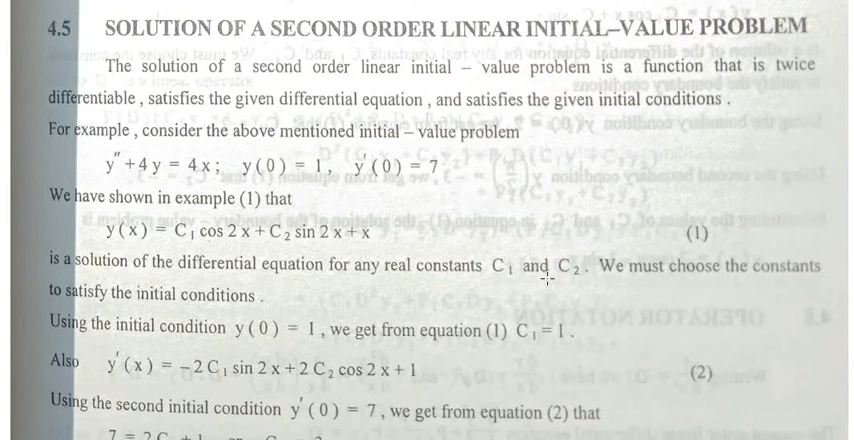 4.5 SOLUTION OF A SECOND ORDER LINEAR INITIAL–VALUE PROBLEM
The solution of a second order linear initial – value problem is a function that is twice
differentiable , satisfies the given differential equation , and satisfies the given initial conditions .
For example , consider the above mentioned initial – value problem
y″ + 4 y = 4 x ; y ( 0 ) = 1 , y′ ( 0 ) = 7
We have shown in example (1) that
y ( x ) = C₁ cos 2 x + C₂ sin 2 x + x (1)
is a solution of the differential equation for any real constants C₁ and C₂ . We must choose the constants
to satisfy the initial conditions .
Using the initial condition y ( 0 ) = 1 , we get from equation (1) C₁ = 1 .
Also y′ ( x ) = – 2 C₁ sin 2 x + 2 C₂ cos 2 x + 1 (2)
Using the second initial condition y′ ( 0 ) = 7 , we get from equation (2) that
7 = 2 C